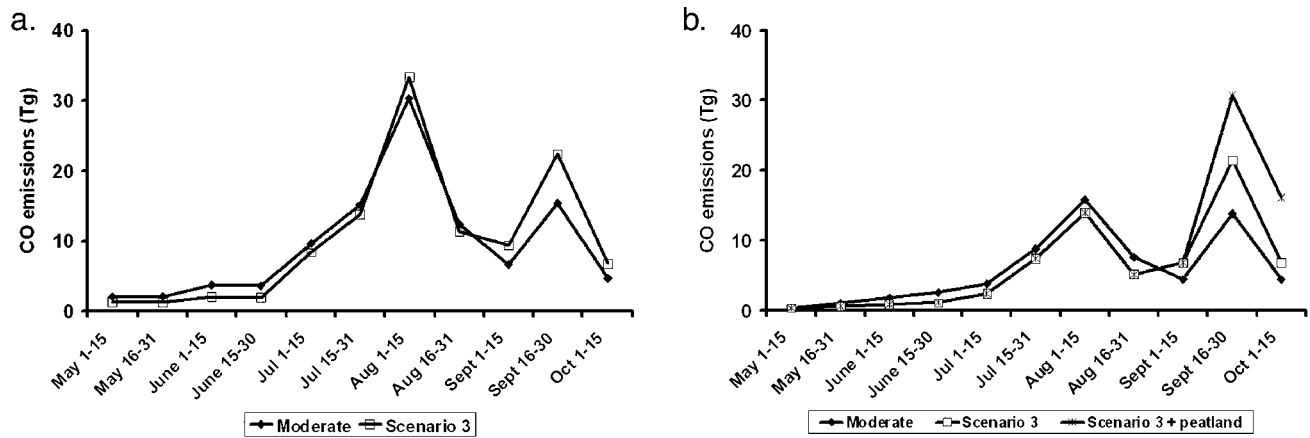 a.
CO emissions (Tg)
40
30
20
10
0
May 1-15
May 16-31
June 1-15
June 15-30
Jul 1-15
Jul 15-31
Aug 1-15
Aug 16-31
Sept 1-15
Sept 16-30
Oct 1-15
Moderate Scenario 3
b.
CO emissions (Tg)
40
30
20
10
0
May 1-15
May 16-31
June 1-15
June 15-30
Jul 1-15
Jul 15-31
Aug 1-15
Aug 16-31
Sept 1-15
Sept 16-30
Oct 1-15
Moderate Scenario 3 Scenario 3 + peatland